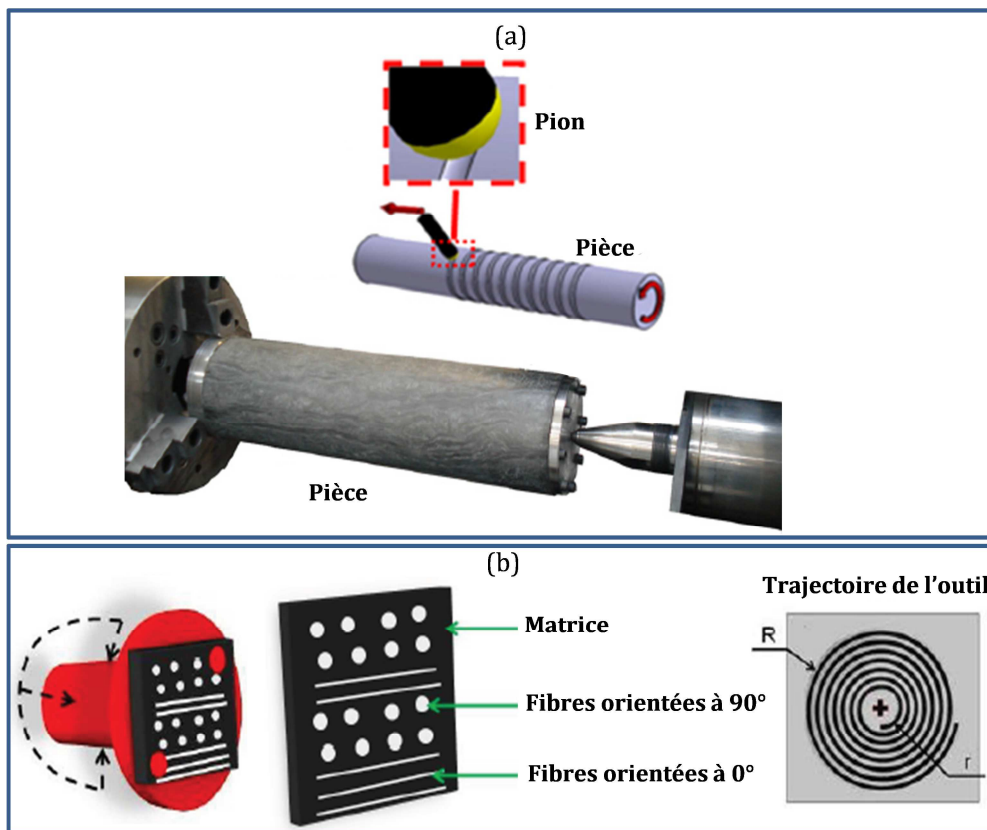 (a)
Pion
Pièce
Pièce
(b)
Trajectoire de l'outil
Matrice
R
Fibres orientées à 90°
Fibres orientées à 0°
r